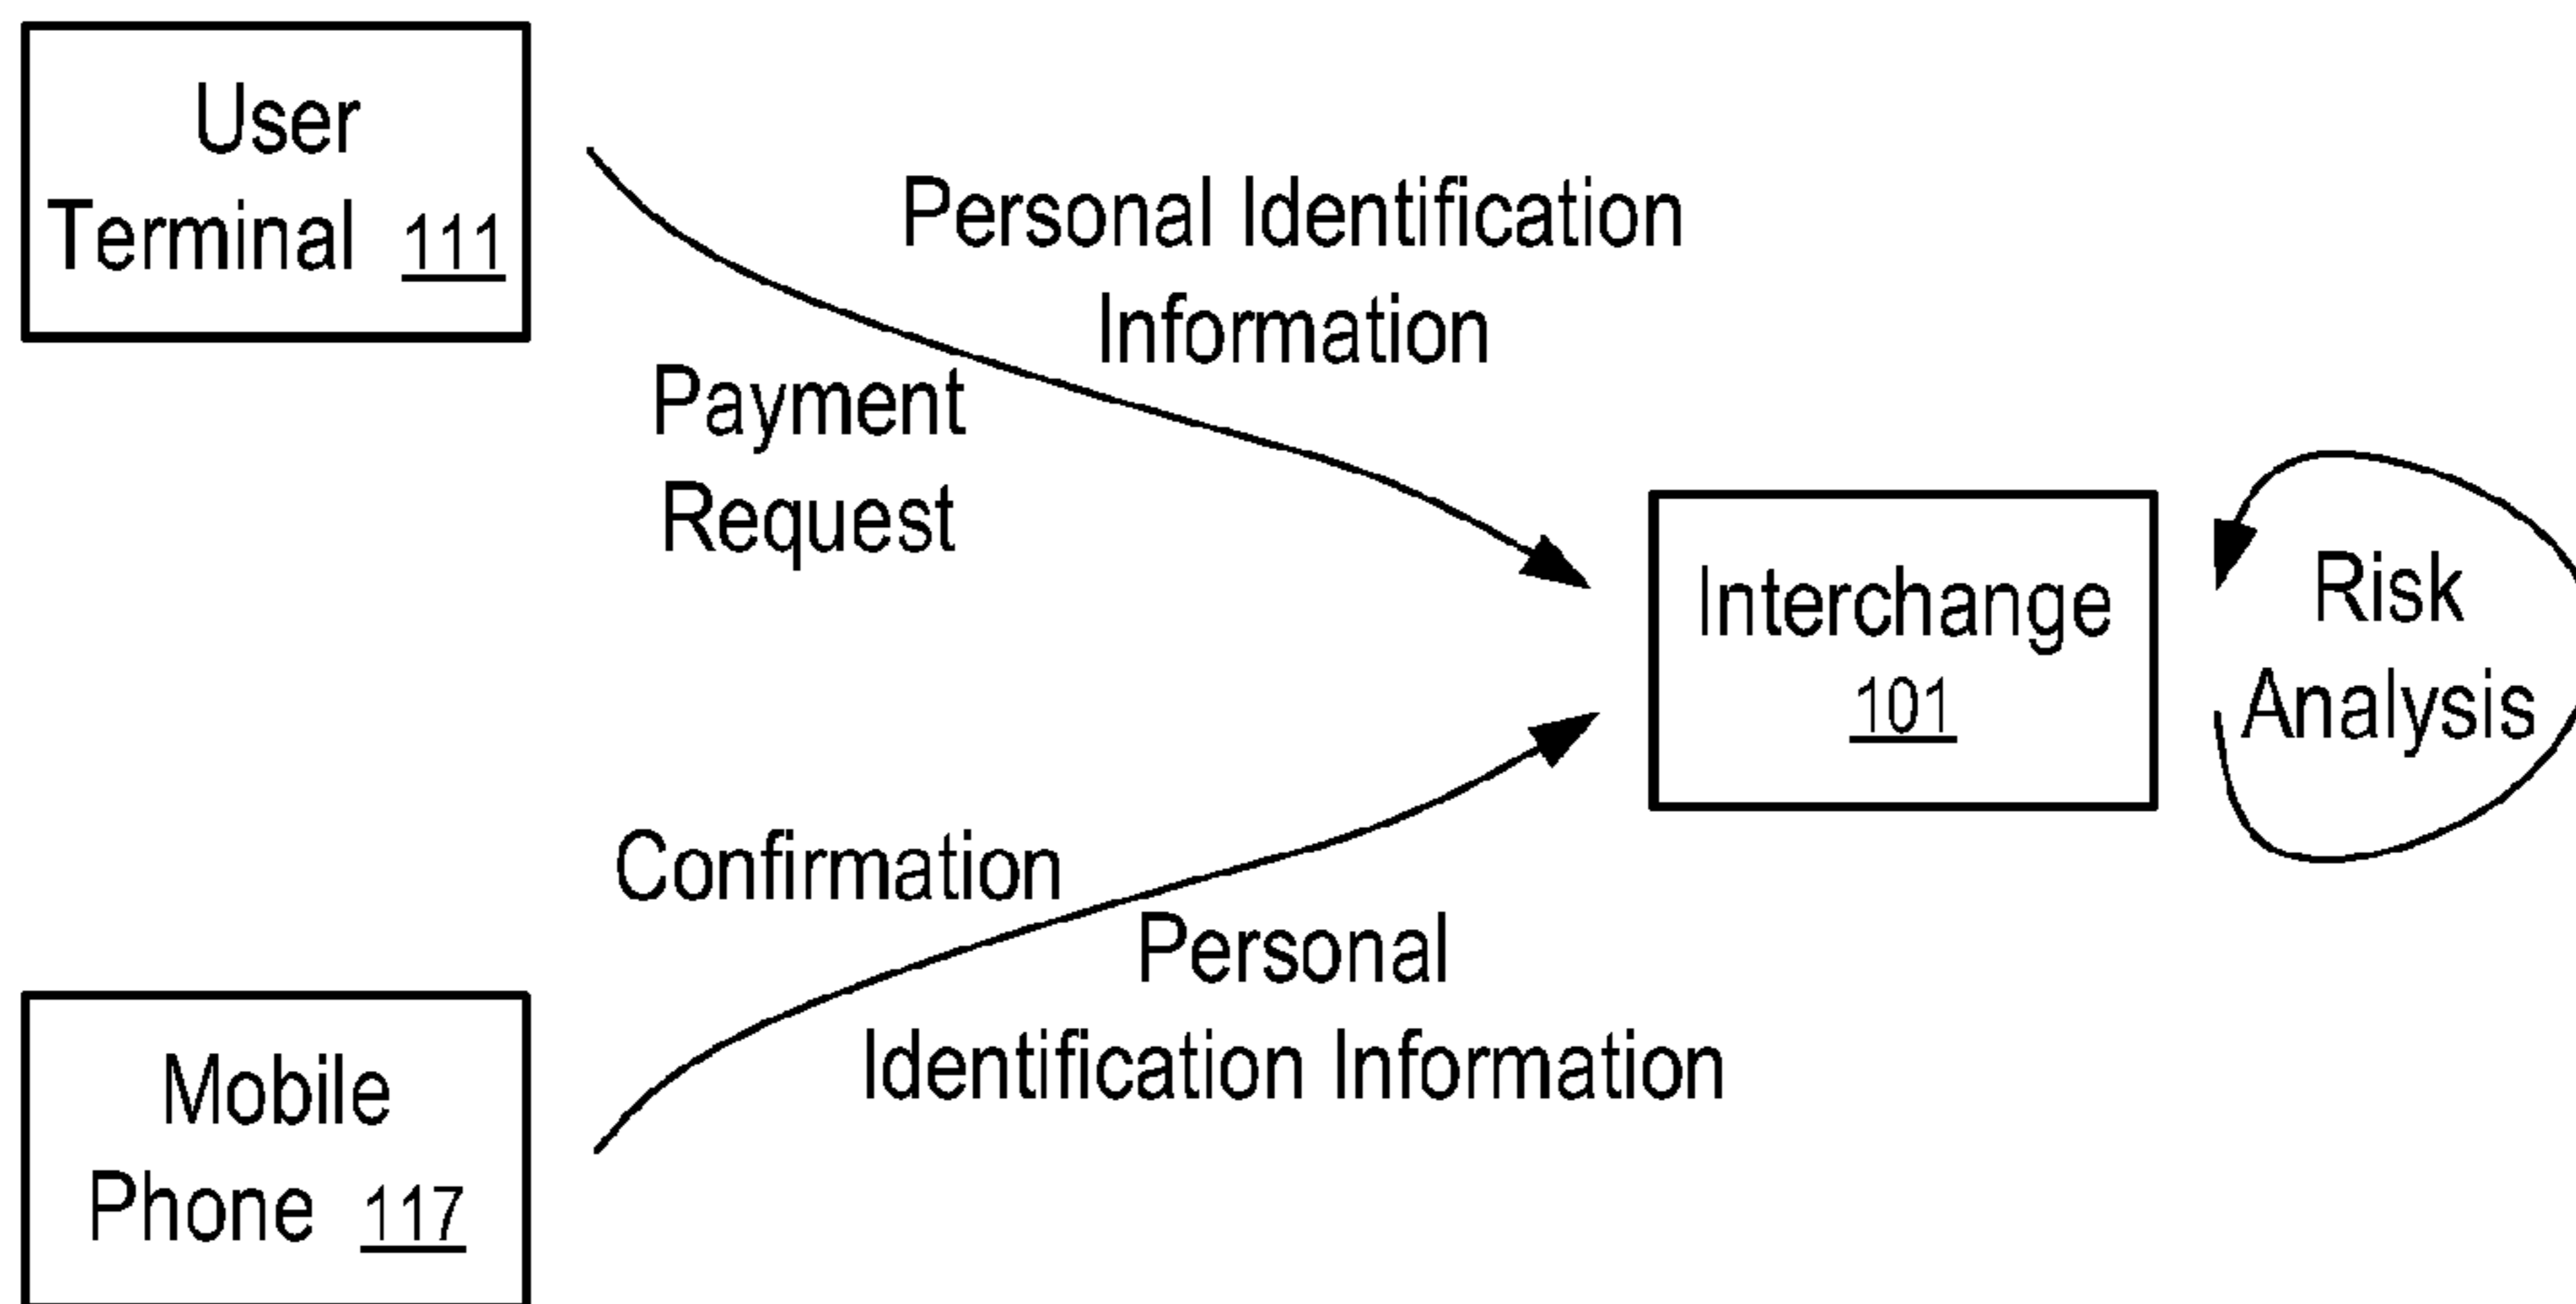 User
Terminal 111
Personal Identification
Information
Payment
Request
Interchange
101
Risk
Analysis
Confirmation
Personal
Identification Information
Mobile
Phone 117